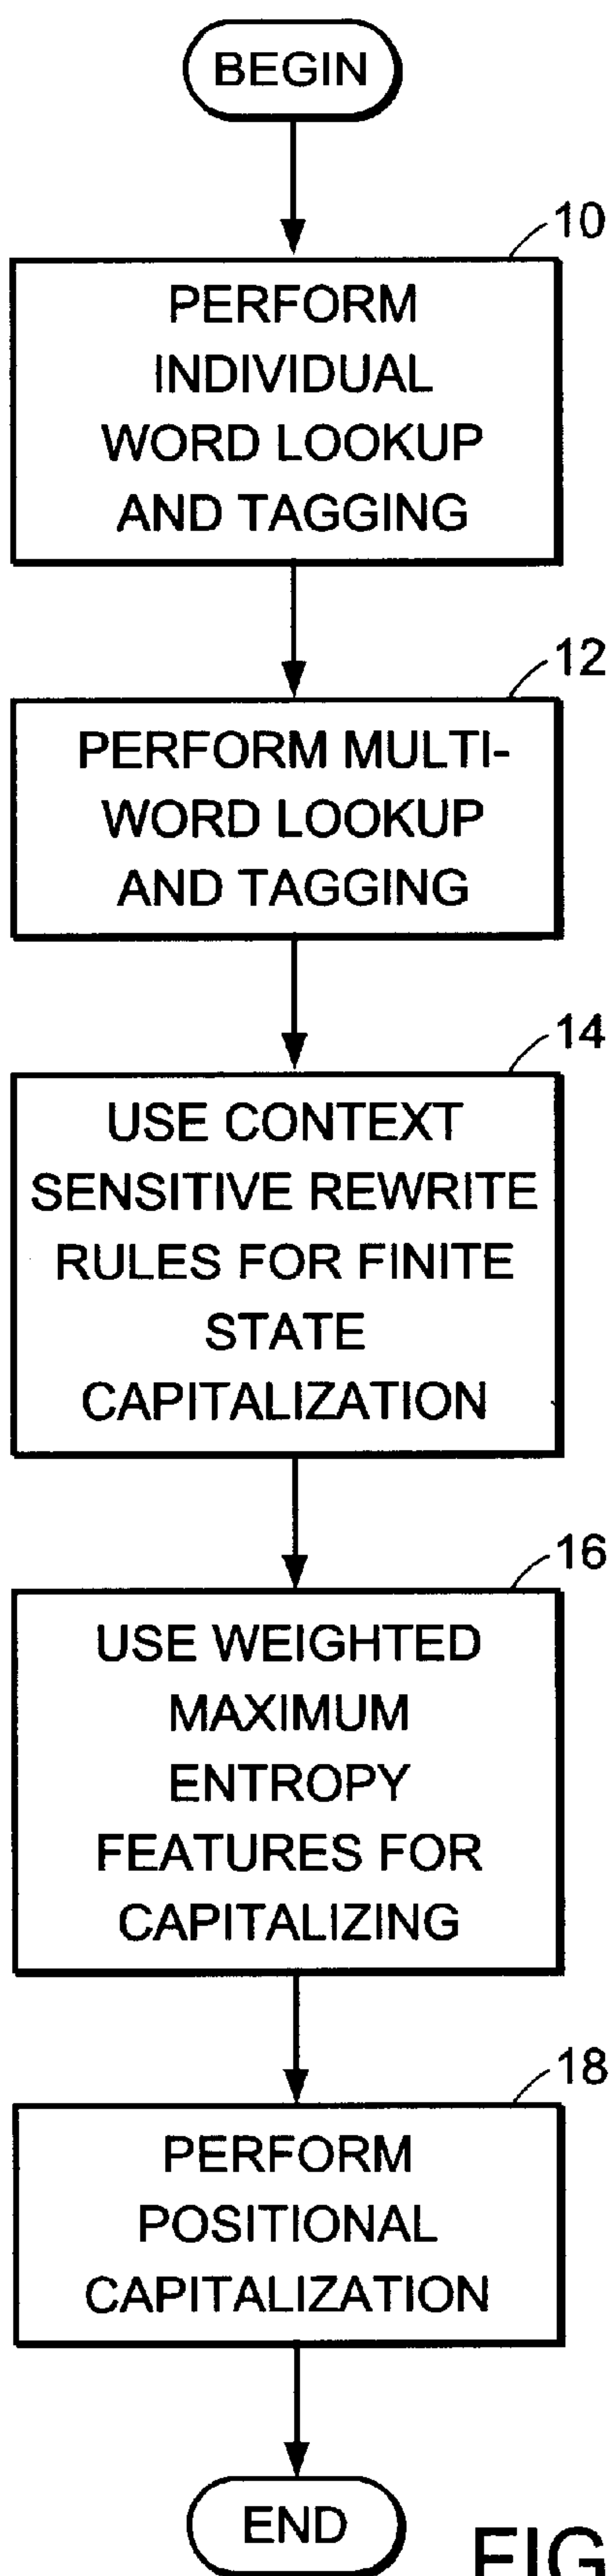 BEGIN
10
PERFORM
INDIVIDUAL
WORD LOOKUP
AND TAGGING
12
PERFORM MULTI-
WORD LOOKUP
AND TAGGING
14
USE CONTEXT
SENSITIVE REWRITE
RULES FOR FINITE
STATE
CAPITALIZATION
16
USE WEIGHTED
MAXIMUM
ENTROPY
FEATURES FOR
CAPITALIZING
18
PERFORM
POSITIONAL
CAPITALIZATION
END
FIG